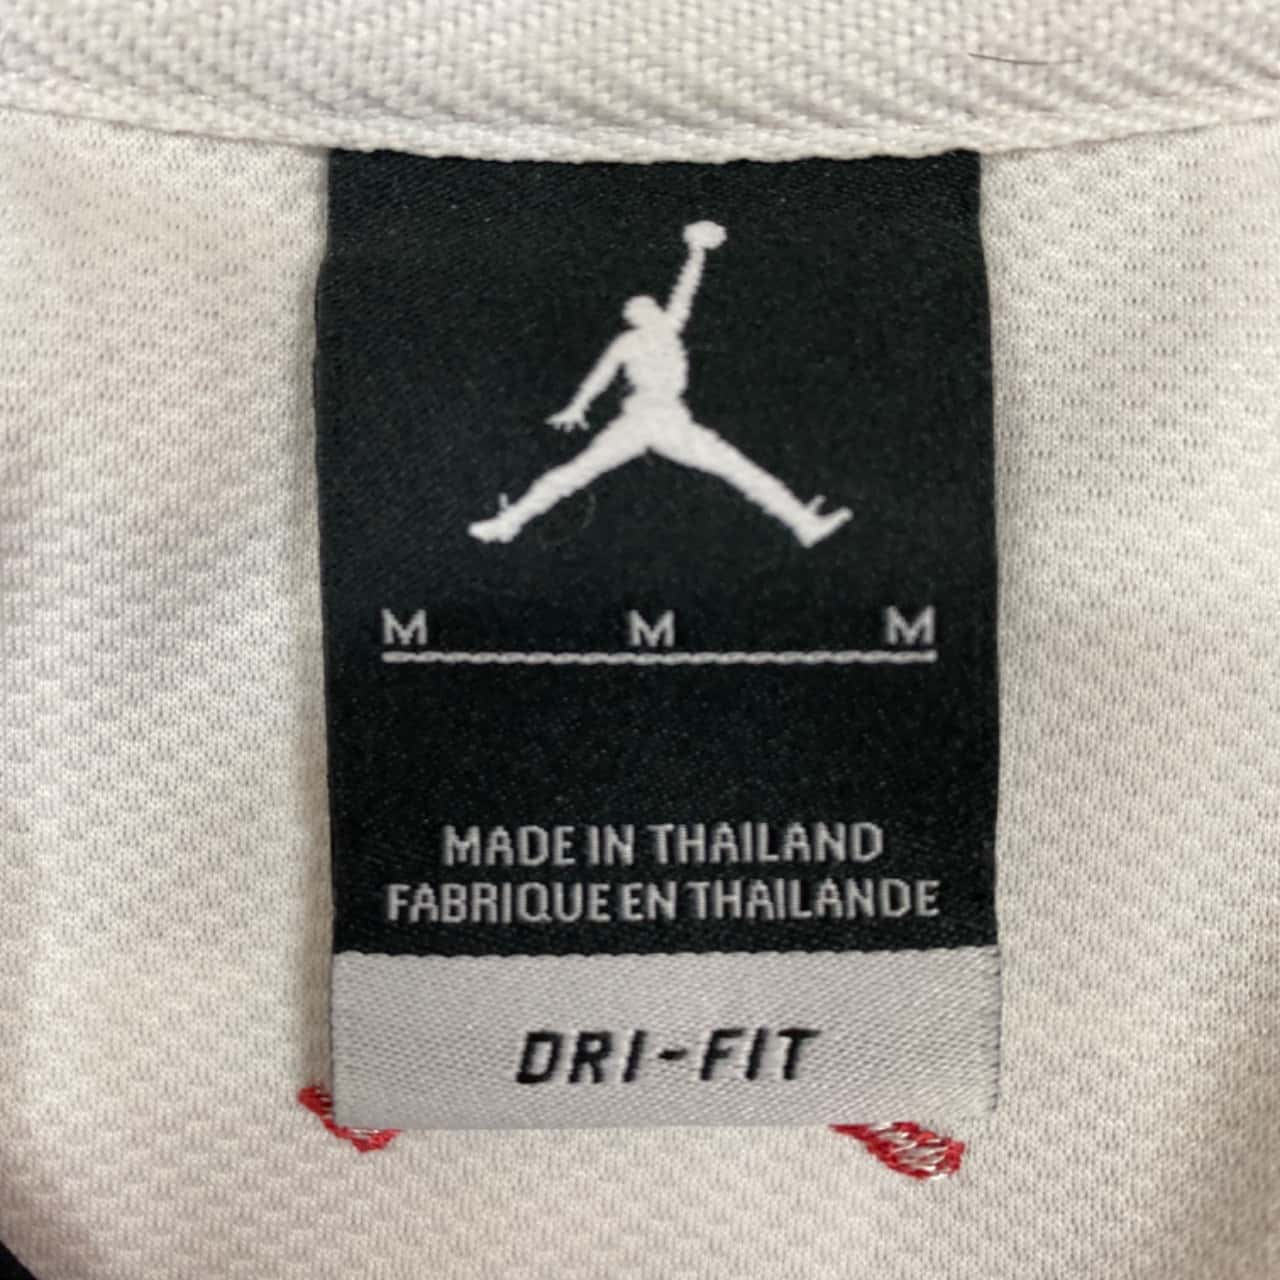 M M M
MADE IN THAILAND
FABRIQUE EN THAILANDE
DRI-FIT